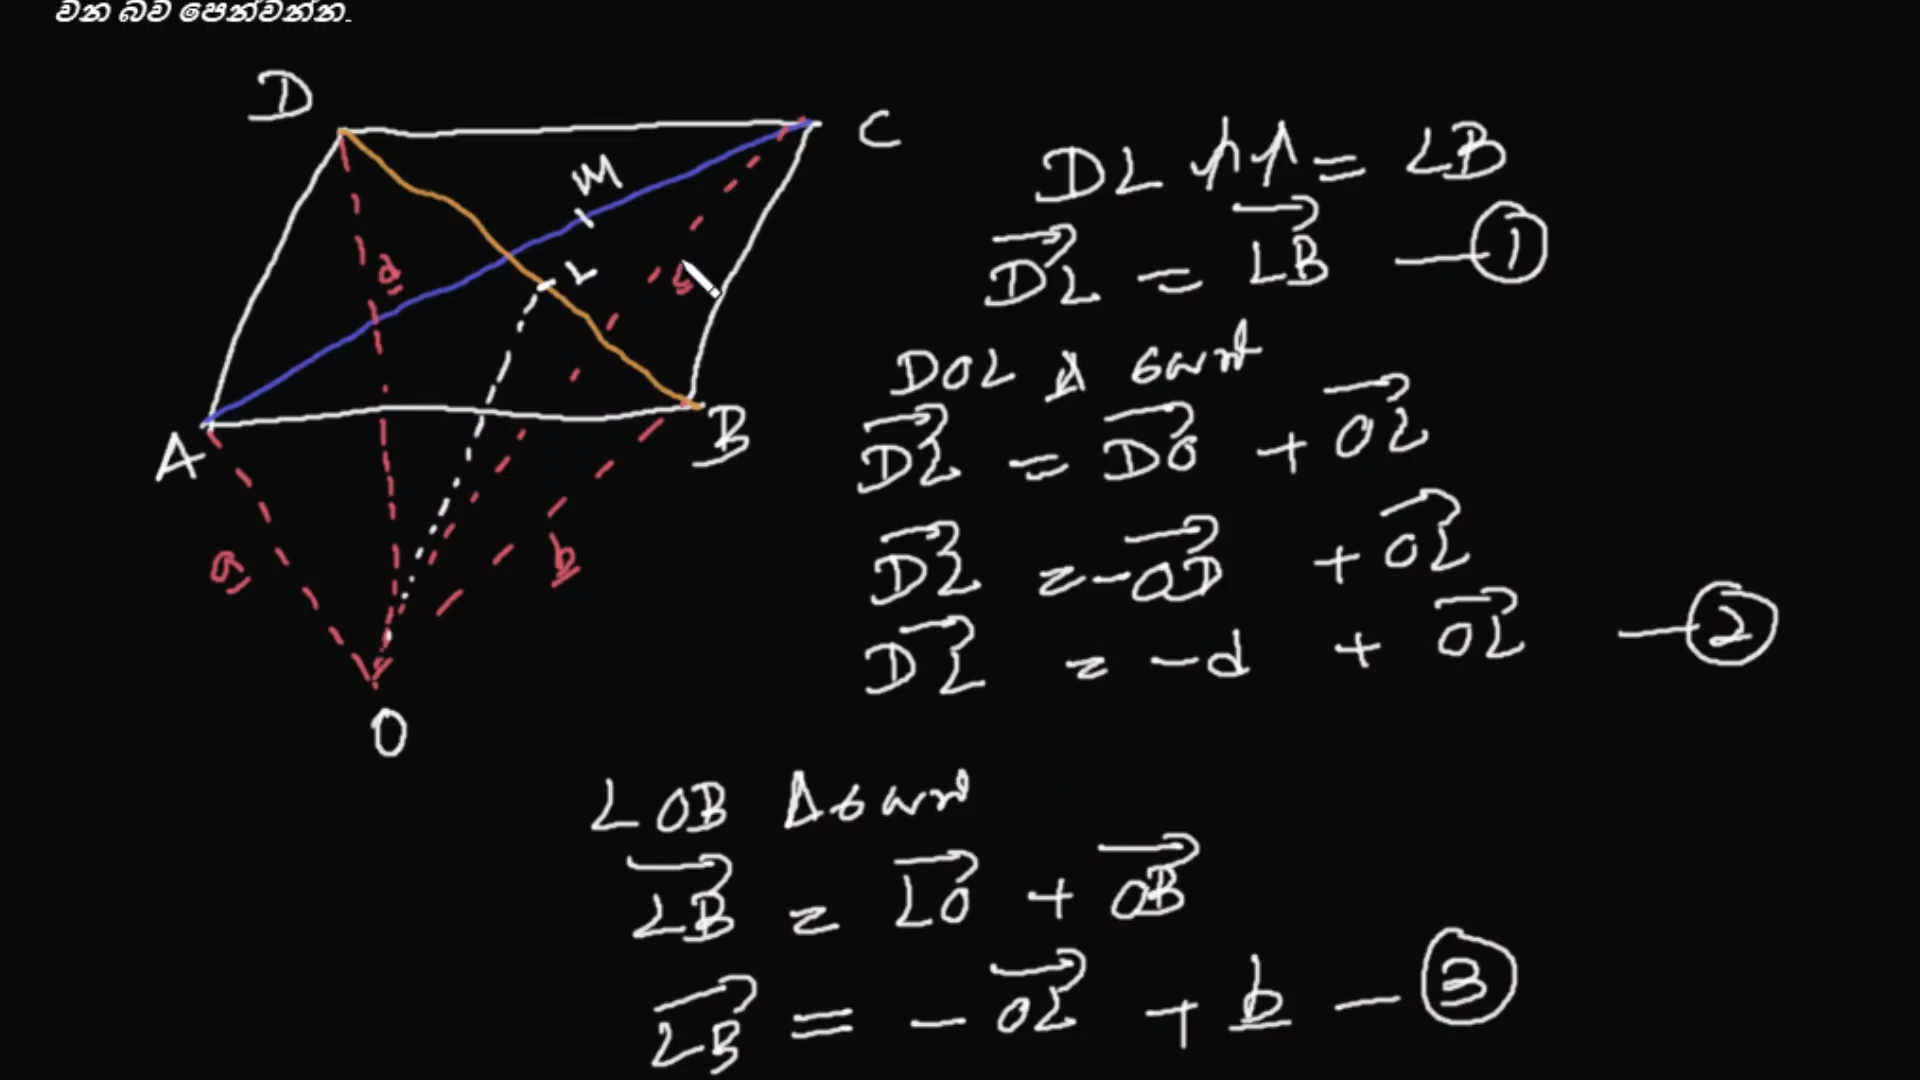 වන බව පෙන්වන්න.
D
C
M
L
d
c
A
B
a
b
O
DL = LB
DL = LB — 1
DOL Δ
DL = DO + OL
DL = -OD + OL
DL = -d + OL — 2
LOB Δ
LB = LO + OB
LB = -OL + b — 3